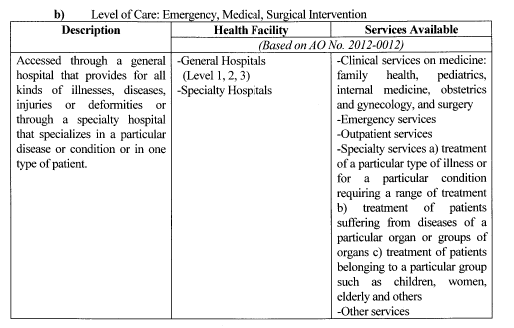 b) Level of Care: Emergency, Medical, Surgical Intervention
Description
Health Facility
Services Available
(Based on AO No. 2012-0012)
Accessed through a general
hospital that provides for all
kinds of illnesses, diseases,
injuries or deformities or
through a specialty hospital
that specializes in a particular
disease or condition or in one
type of patient.
-General Hospitals
(Level 1, 2, 3)
-Specialty Hospitals
-Clinical services on medicine:
family health, pediatrics,
internal medicine, obstetrics
and gynecology, and surgery
-Emergency services
-Outpatient services
-Specialty services a) treatment
of a particular type of illness or
for a particular condition
requiring a range of treatment
b) treatment of patients
suffering from diseases of a
particular organ or groups of
organs c) treatment of patients
belonging to a particular group
such as children, women,
elderly and others
-Other services